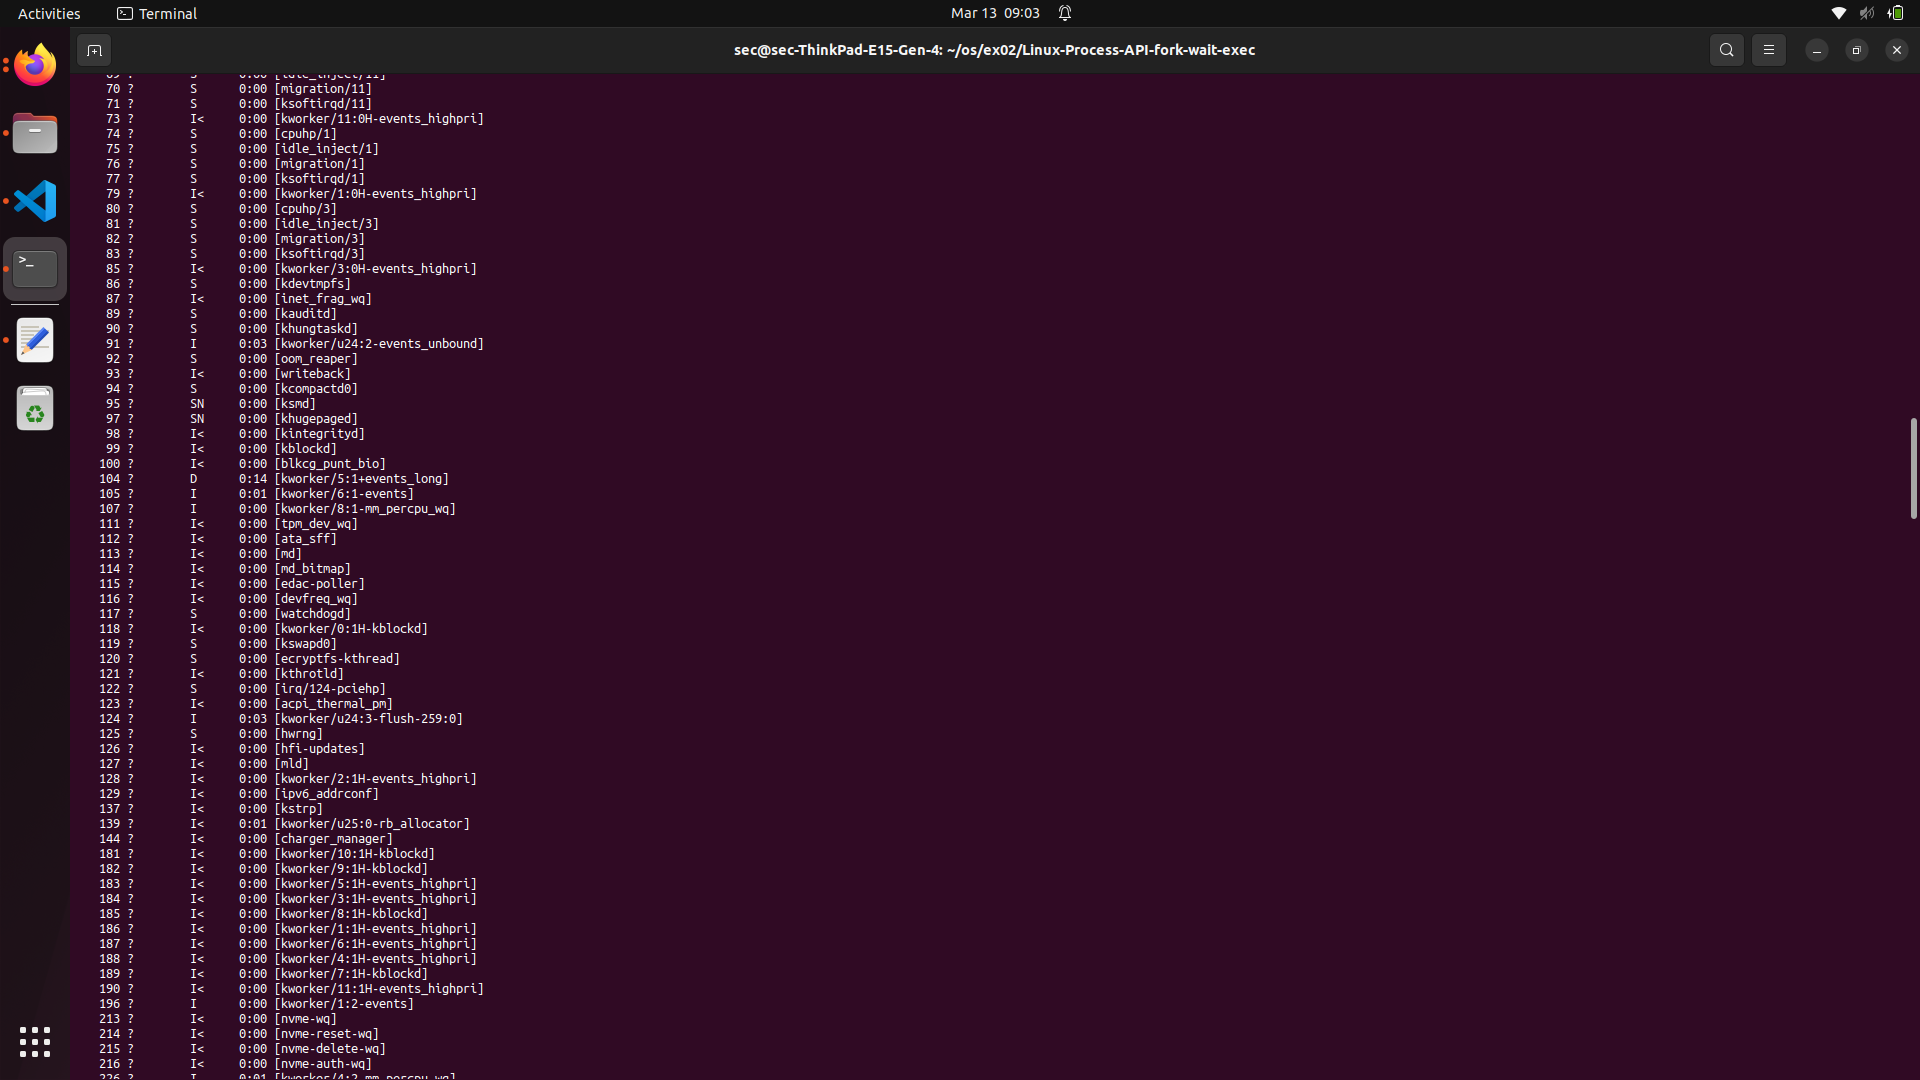 Activities
Terminal
Mar 13 09:03
sec@sec-ThinkPad-E15-Gen-4: ~/os/ex02/Linux-Process-API-fork-wait-exec
69 ? S 0:00 [idle_inject/11]
70 ? S 0:00 [migration/11]
71 ? S 0:00 [ksoftirqd/11]
73 ? I< 0:00 [kworker/11:0H-events_highpri]
74 ? S 0:00 [cpuhp/1]
75 ? S 0:00 [idle_inject/1]
76 ? S 0:00 [migration/1]
77 ? S 0:00 [ksoftirqd/1]
79 ? I< 0:00 [kworker/1:0H-events_highpri]
80 ? S 0:00 [cpuhp/3]
81 ? S 0:00 [idle_inject/3]
82 ? S 0:00 [migration/3]
83 ? S 0:00 [ksoftirqd/3]
85 ? I< 0:00 [kworker/3:0H-events_highpri]
86 ? S 0:00 [kdevtmpfs]
87 ? I< 0:00 [inet_frag_wq]
89 ? S 0:00 [kauditd]
90 ? S 0:00 [khungtaskd]
91 ? I 0:03 [kworker/u24:2-events_unbound]
92 ? S 0:00 [oom_reaper]
93 ? I< 0:00 [writeback]
94 ? S 0:00 [kcompactd0]
95 ? SN 0:00 [ksmd]
97 ? SN 0:00 [khugepaged]
98 ? I< 0:00 [kintegrityd]
99 ? I< 0:00 [kblockd]
100 ? I< 0:00 [blkcg_punt_bio]
104 ? D 0:14 [kworker/5:1+events_long]
105 ? I 0:01 [kworker/6:1-events]
107 ? I 0:00 [kworker/8:1-mm_percpu_wq]
111 ? I< 0:00 [tpm_dev_wq]
112 ? I< 0:00 [ata_sff]
113 ? I< 0:00 [md]
114 ? I< 0:00 [md_bitmap]
115 ? I< 0:00 [edac-poller]
116 ? I< 0:00 [devfreq_wq]
117 ? S 0:00 [watchdogd]
118 ? I< 0:00 [kworker/0:1H-kblockd]
119 ? S 0:00 [kswapd0]
120 ? S 0:00 [ecryptfs-kthread]
121 ? I< 0:00 [kthrotld]
122 ? S 0:00 [irq/124-pciehp]
123 ? I< 0:00 [acpi_thermal_pm]
124 ? I 0:03 [kworker/u24:3-flush-259:0]
125 ? S 0:00 [hwrng]
126 ? I< 0:00 [hfi-updates]
127 ? I< 0:00 [mld]
128 ? I< 0:00 [kworker/2:1H-events_highpri]
129 ? I< 0:00 [ipv6_addrconf]
137 ? I< 0:00 [kstrp]
139 ? I< 0:01 [kworker/u25:0-rb_allocator]
144 ? I< 0:00 [charger_manager]
181 ? I< 0:00 [kworker/10:1H-kblockd]
182 ? I< 0:00 [kworker/9:1H-kblockd]
183 ? I< 0:00 [kworker/5:1H-events_highpri]
184 ? I< 0:00 [kworker/3:1H-events_highpri]
185 ? I< 0:00 [kworker/8:1H-kblockd]
186 ? I< 0:00 [kworker/1:1H-events_highpri]
187 ? I< 0:00 [kworker/6:1H-events_highpri]
188 ? I< 0:00 [kworker/4:1H-events_highpri]
189 ? I< 0:00 [kworker/7:1H-kblockd]
190 ? I< 0:00 [kworker/11:1H-events_highpri]
196 ? I 0:00 [kworker/1:2-events]
213 ? I< 0:00 [nvme-wq]
214 ? I< 0:00 [nvme-reset-wq]
215 ? I< 0:00 [nvme-delete-wq]
216 ? I< 0:00 [nvme-auth-wq]
226 ? I 0:01 [kworker/4:2-mm_percpu_wq]